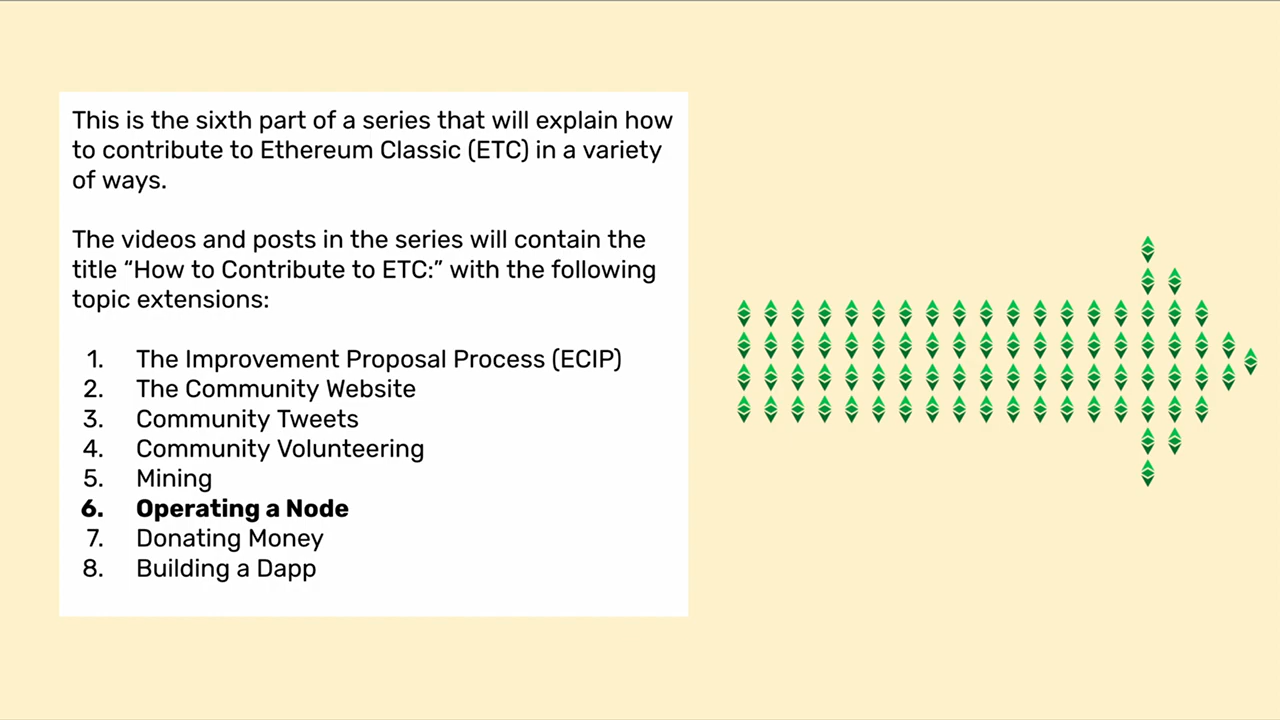 This is the sixth part of a series that will explain how
to contribute to Ethereum Classic (ETC) in a variety
of ways.
The videos and posts in the series will contain the
title “How to Contribute to ETC:” with the following
topic extensions:
1. The Improvement Proposal Process (ECIP)
2. The Community Website
3. Community Tweets
4. Community Volunteering
5. Mining
6. Operating a Node
7. Donating Money
8. Building a Dapp